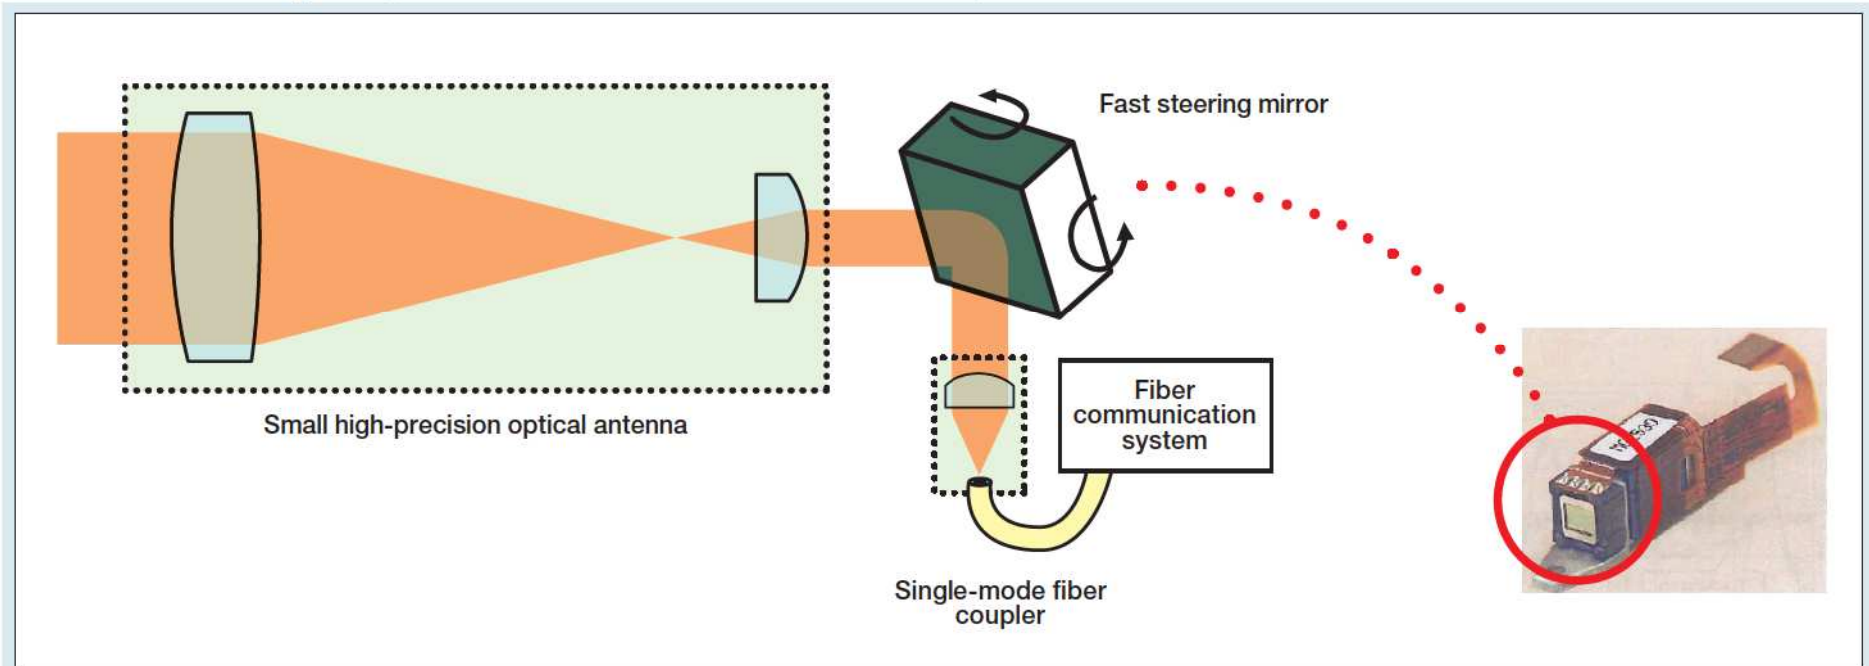 Fast steering mirror
Small high-precision optical antenna
Fiber
communication
system
Single-mode fiber
coupler